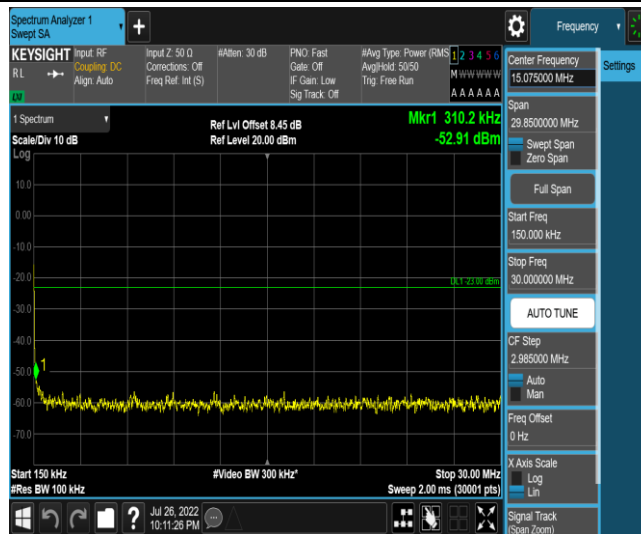 Spectrum Analyzer 1
Swept SA
+
Frequency
KEYSIGHT
RL
Input: RF
Coupling: DC
Align: Auto
Input Z: 50 Ω
Corrections: Off
Freq Ref: Int (S)
#Atten: 30 dB
PNO: Fast
Gate: Off
IF Gain: Low
Sig Track: Off
#Avg Type: Power (RMS
Avg|Hold: 50/50
Trig: Free Run
1 2 3 4 5 6
M W W W W W
A A A A A A
1 Spectrum
Scale/Div 10 dB
Log
Ref Lvl Offset 8.45 dB
Ref Level 20.00 dBm
Mkr1 310.2 kHz
-52.91 dBm
10.0
0.00
-10.0
-20.0
-30.0
-40.0
-50.0
-60.0
-70.0
DL1 -23.00 dBm
1
Start 150 kHz
#Res BW 100 kHz
#Video BW 300 kHz*
Stop 30.00 MHz
Sweep 2.00 ms (30001 pts)
?
Jul 26, 2022
10:11:26 PM
Center Frequency
15.075000 MHz
Settings
Span
29.8500000 MHz
Swept Span
Zero Span
Full Span
Start Freq
150.000 kHz
Stop Freq
30.000000 MHz
AUTO TUNE
CF Step
2.985000 MHz
Auto
Man
Freq Offset
0 Hz
X Axis Scale
Log
Lin
Signal Track
(Span Zoom)